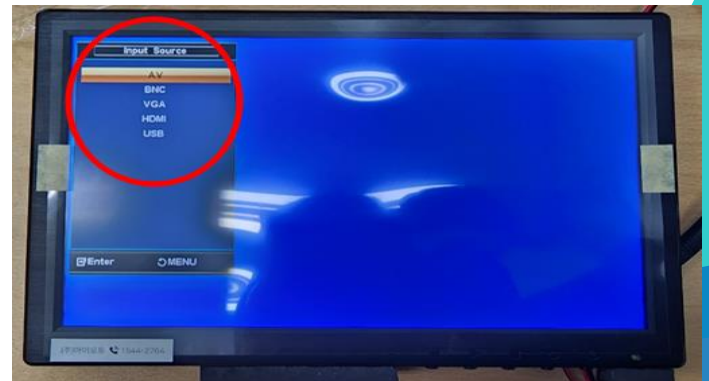 Input Source
AV
BNC
VGA
HDMI
USB
Enter MENU
1544-2704